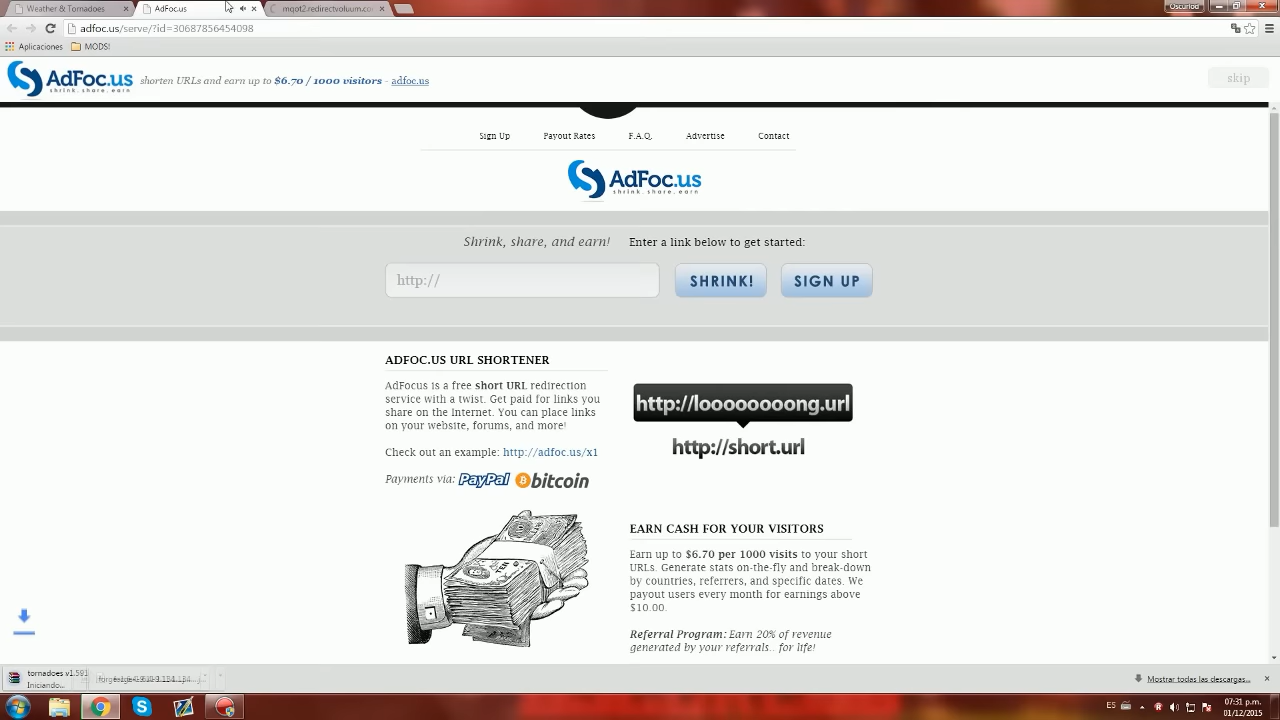 Weather & Tornadoes
AdFoc.us
mqot2.redirectvoluum.co
Oscurlod
adfoc.us/serve/?id=30687856454098
Aplicaciones
MODS!
AdFoc.us
shrink.share.earn
shorten URLs and earn up to $6.70 / 1000 visitors - adfoc.us
skip
Sign Up
Payout Rates
F.A.Q.
Advertise
Contact
AdFoc.us
shrink.share.earn
Shrink, share, and earn!
Enter a link below to get started:
http://
SHRINK!
SIGN UP
ADFOC.US URL SHORTENER
AdFocus is a free short URL redirection
service with a twist. Get paid for links you
share on the internet. You can place links
on your website, forums, and more!
Check out an example: http://adfoc.us/x1
Payments via: PayPal bitcoin
http://looooooooong.url
http://short.url
EARN CASH FOR YOUR VISITORS
Earn up to $6.70 per 1000 visits to your short
URLs. Generate stats on-the-fly and break-down
by countries, referrers, and specific dates. We
payout users every month for earnings above
$10.00.
Referral Program: Earn 20% of revenue
generated by your referrals.. for life!
tornadoes v1.591
Iniciando...
Mostrar todas las descargas...
ES
07:31 p.m.
01/12/2015